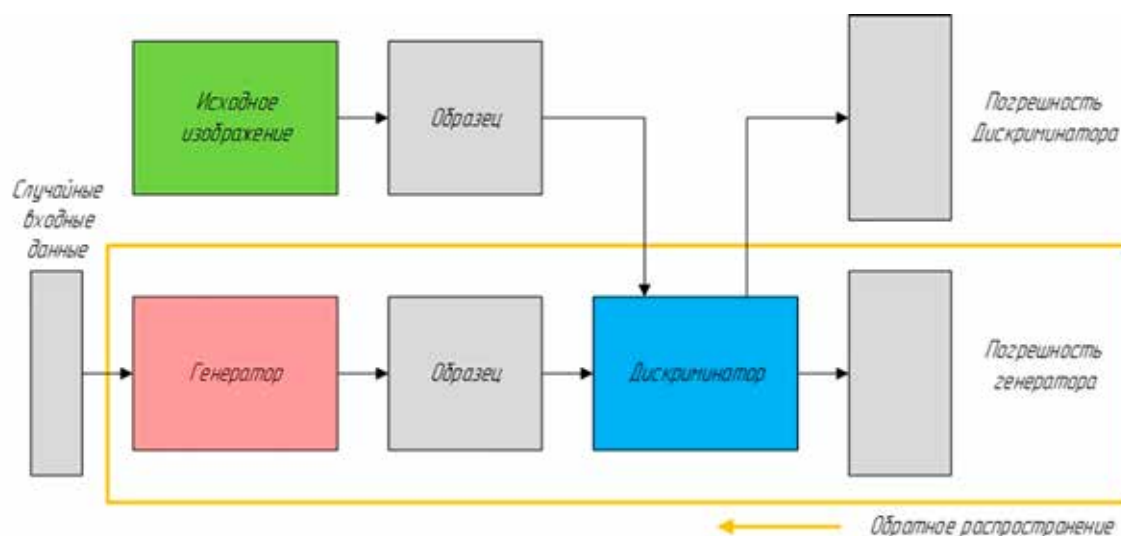 Исходное
изображение
Образец
Погрешность
Дискриминатора
Случайные
входные
данные
Генератор
Образец
Дискриминатор
Погрешность
генератора
Обратное распространение